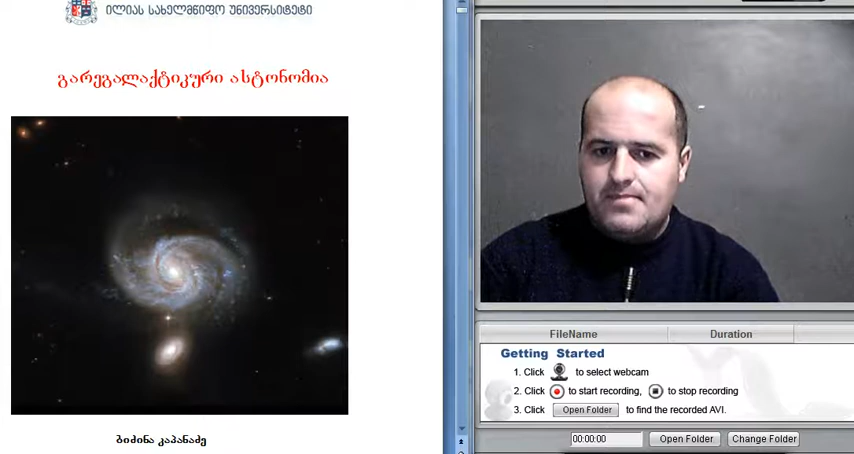 ილიას სახელმწიფო უნივერსიტეტი
გარეგალაქტიკური ასტონომია
ბიძინა კაპანაძე
FileName Duration
Getting Started
1. Click to select webcam
2. Click to start recording, to stop recording
3. Click Open Folder to find the recorded AVI.
00:00:00 Open Folder Change Folder